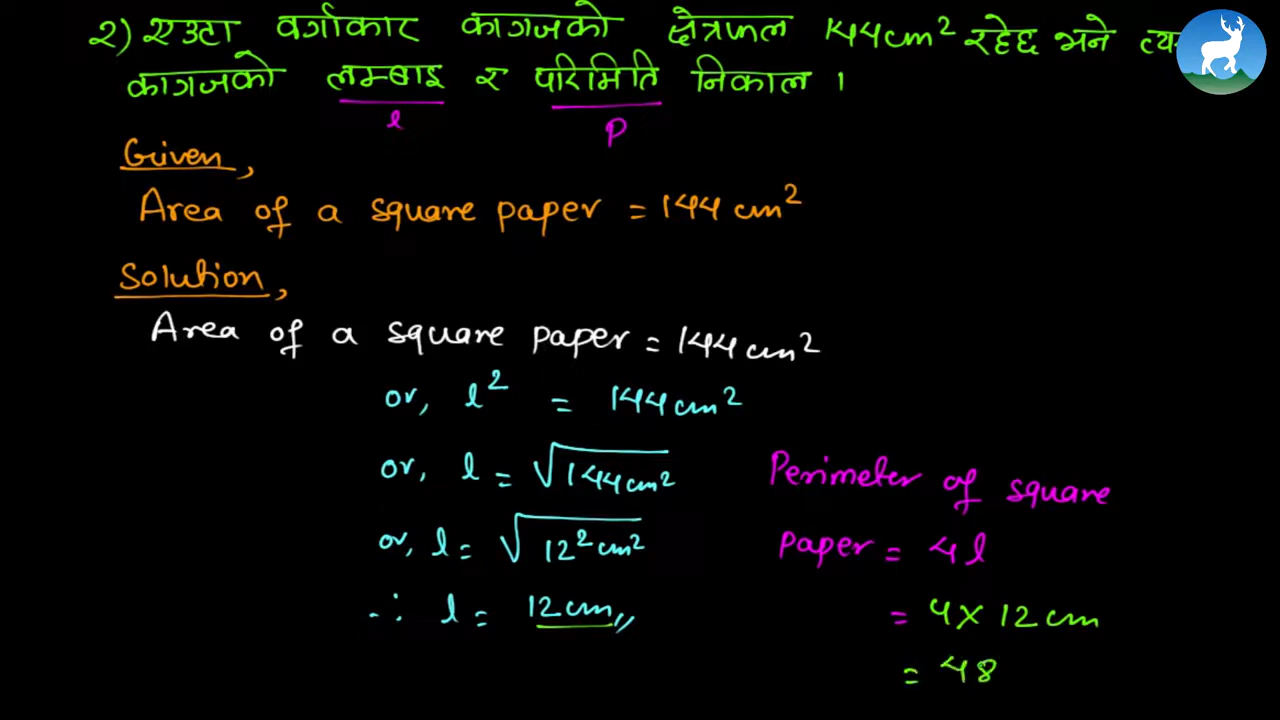 २) एउटा वर्गाकार कागजको क्षेत्रफल 144cm² रहेछ भने
कागजको लम्बाइ र परिमिति निकाल ।
l
P
Given,
Area of a square paper = 144 cm²
Solution,
Area of a square paper = 144 cm²
or, l² = 144 cm²
or, l = √144 cm²
or, l = √12² cm²
∴ l = 12 cm,,
Perimeter of square
paper = 4l
= 4 × 12 cm
= 48